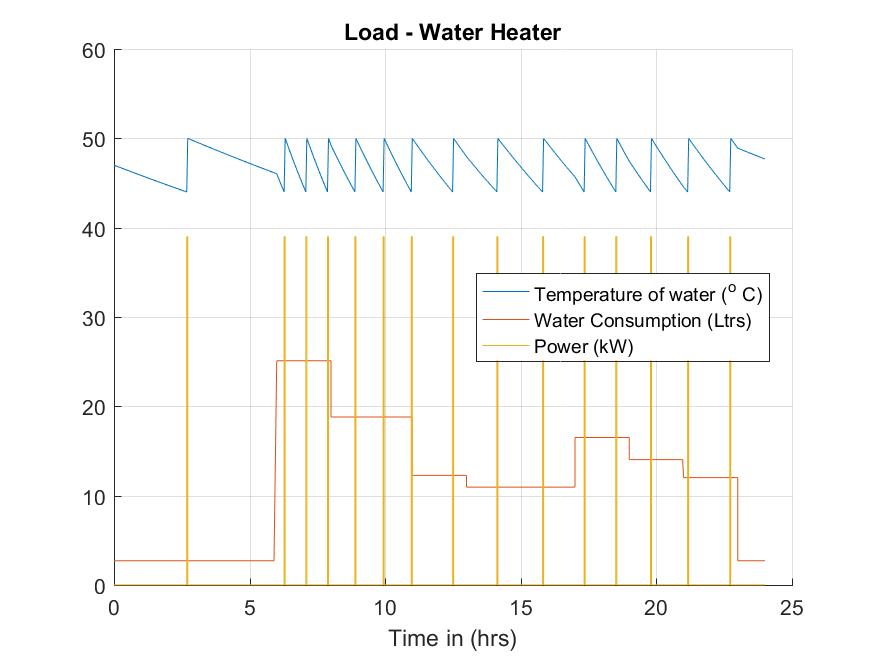 Load - Water Heater
60
50
40
30
20
10
0
Temperature of water (o C)
Water Consumption (Ltrs)
Power (kW)
0 5 10 15 20 25
Time in (hrs)